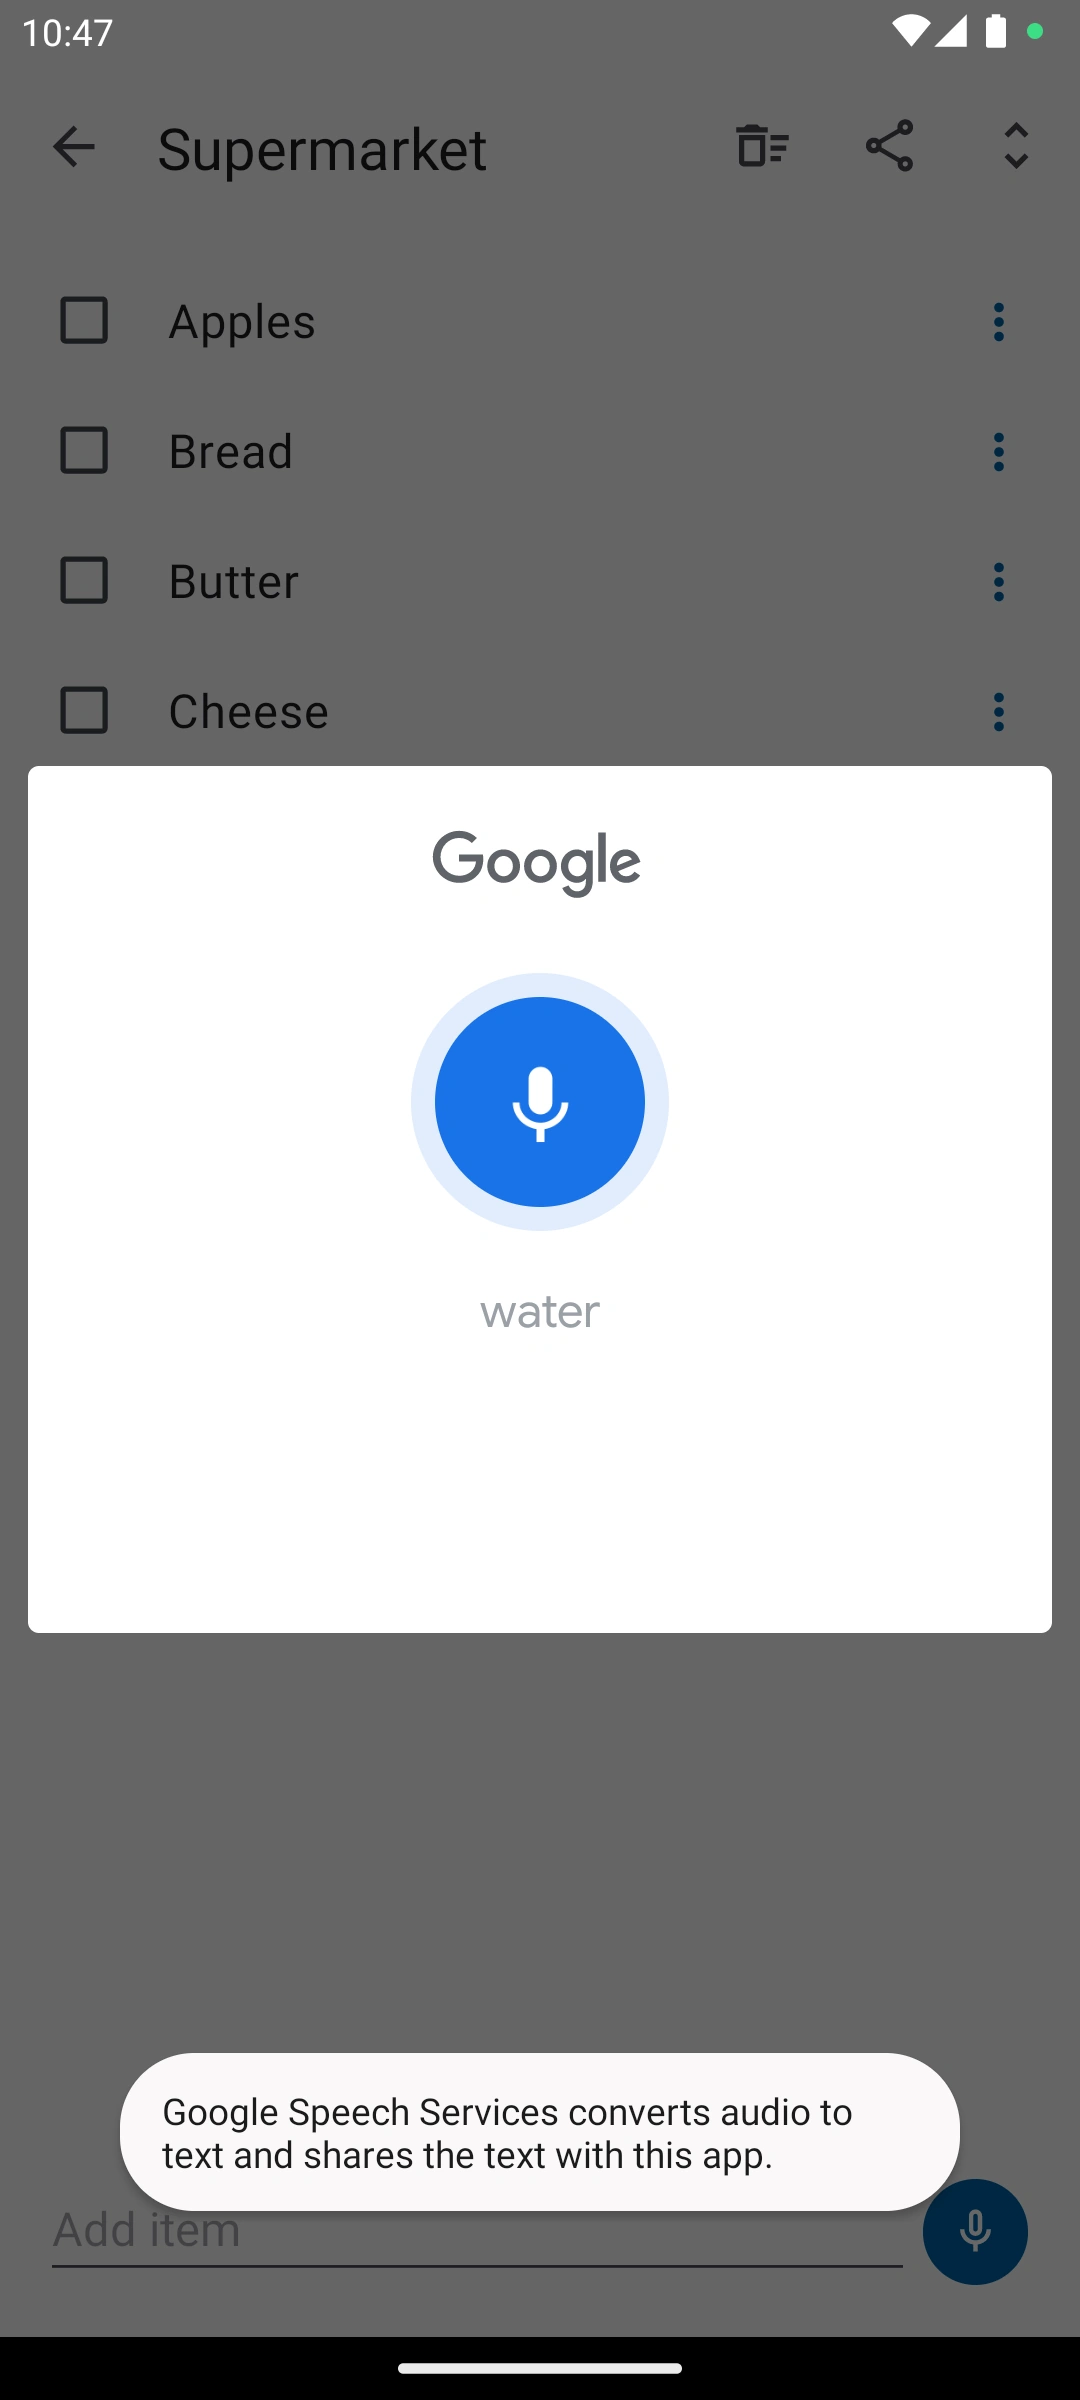 10:47
Supermarket
Apples
Bread
Butter
Cheese
Google
water
Google Speech Services converts audio to
text and shares the text with this app.
Add item